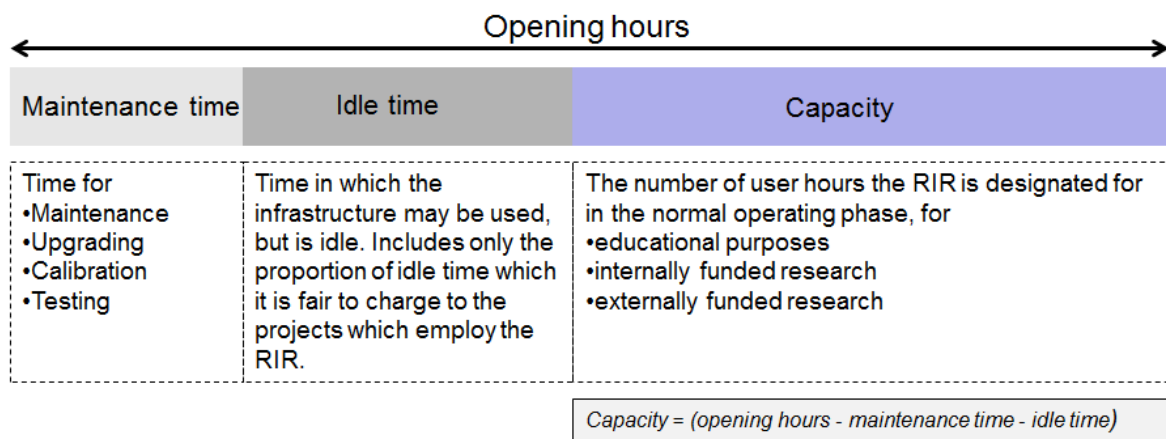 Opening hours
Maintenance time
Idle time
Capacity
Time for
•Maintenance
•Upgrading
•Calibration
•Testing
Time in which the
infrastructure may be used,
but is idle. Includes only the
proportion of idle time which
it is fair to charge to the
projects which employ the
RIR.
The number of user hours the RIR is designated for
in the normal operating phase, for
•educational purposes
•internally funded research
•externally funded research
Capacity = (opening hours - maintenance time - idle time)